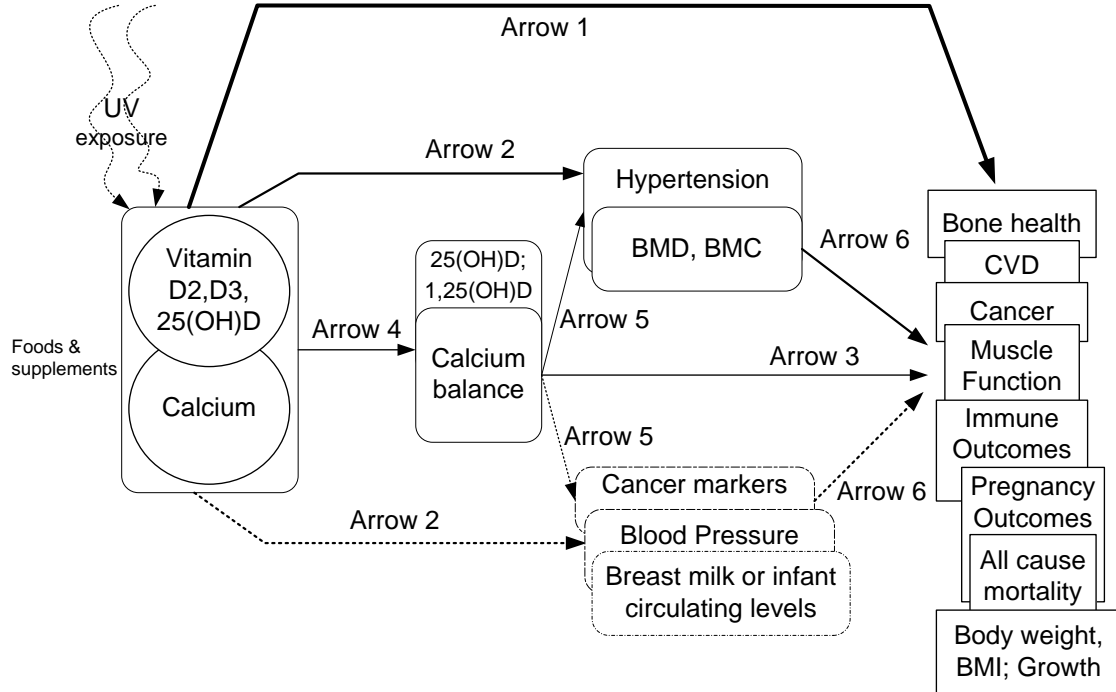 Arrow 1
UV
exposure
Arrow 2
Hypertension
BMD, BMC
Arrow 6
Bone health
CVD
Cancer
Muscle
Function
Immune
Outcomes
Pregnancy
Outcomes
All cause
mortality
Body weight,
BMI; Growth
Vitamin
D2,D3,
25(OH)D
Calcium
Foods &
supplements
Arrow 4
25(OH)D;
1,25(OH)D
Calcium
balance
Arrow 5
Arrow 3
Arrow 5
Arrow 2
Cancer markers
Blood Pressure
Breast milk or infant
circulating levels
Arrow 6